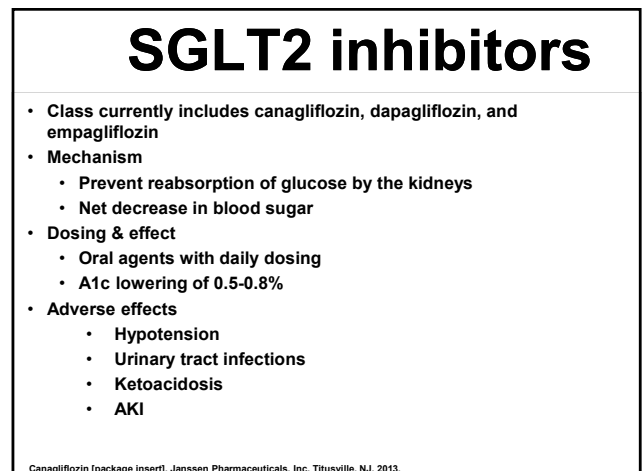 SGLT2 inhibitors
• Class currently includes canagliflozin, dapagliflozin, and
empagliflozin
• Mechanism
• Prevent reabsorption of glucose by the kidneys
• Net decrease in blood sugar
• Dosing & effect
• Oral agents with daily dosing
• A1c lowering of 0.5-0.8%
• Adverse effects
• Hypotension
• Urinary tract infections
• Ketoacidosis
• AKI
Canagliflozin [package insert]. Janssen Pharmaceuticals, Inc. Titusville, NJ. 2013.